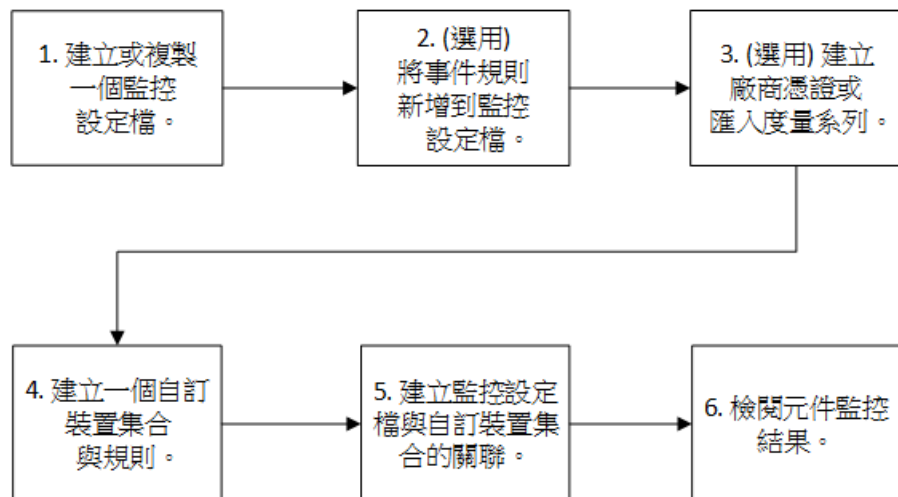 1. 建立或複製
一個監控
設定檔。
2. (選用)
將事件規則
新增到監控
設定檔。
3. (選用) 建立
廠商憑證或
匯入度量系列。
4. 建立一個自訂
裝置集合
與規則。
5. 建立監控設定
檔與自訂裝置集
合的關聯。
6. 檢閱元件監控
結果。